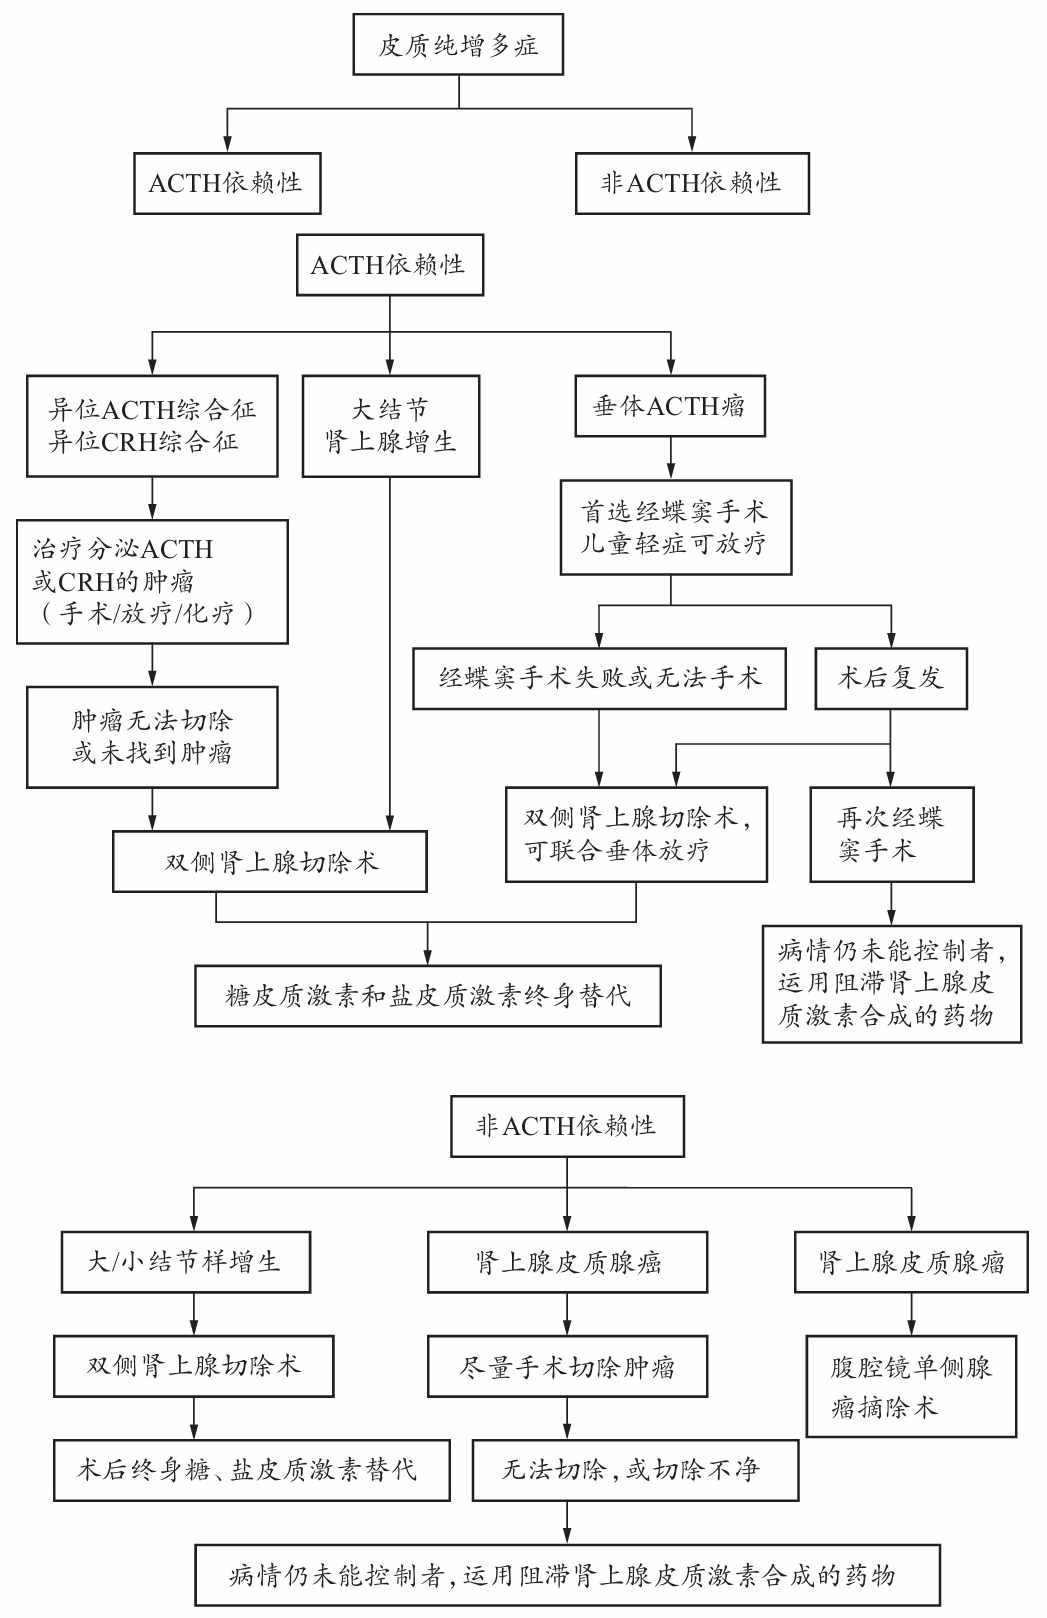 皮质纯增多症
ACTH依赖性
非ACTH依赖性
ACTH依赖性
异位ACTH综合征
异位CRH综合征
大结节
肾上腺增生
垂体ACTH瘤
首选经蝶窦手术
儿童轻症可放疗
治疗分泌ACTH
或CRH的肿瘤
（手术/放疗/化疗）
经蝶窦手术失败或无法手术
术后复发
肿瘤无法切除
或未找到肿瘤
双侧肾上腺切除术，
可联合垂体放疗
再次经蝶
窦手术
双侧肾上腺切除术
病情仍未能控制者，
运用阻滞肾上腺皮
质激素合成的药物
糖皮质激素和盐皮质激素终身替代
非ACTH依赖性
大/小结节样增生
肾上腺皮质腺癌
肾上腺皮质腺瘤
双侧肾上腺切除术
尽量手术切除肿瘤
腹腔镜单侧腺
瘤摘除术
术后终身糖、盐皮质激素替代
无法切除，或切除不净
病情仍未能控制者，运用阻滞肾上腺皮质激素合成的药物